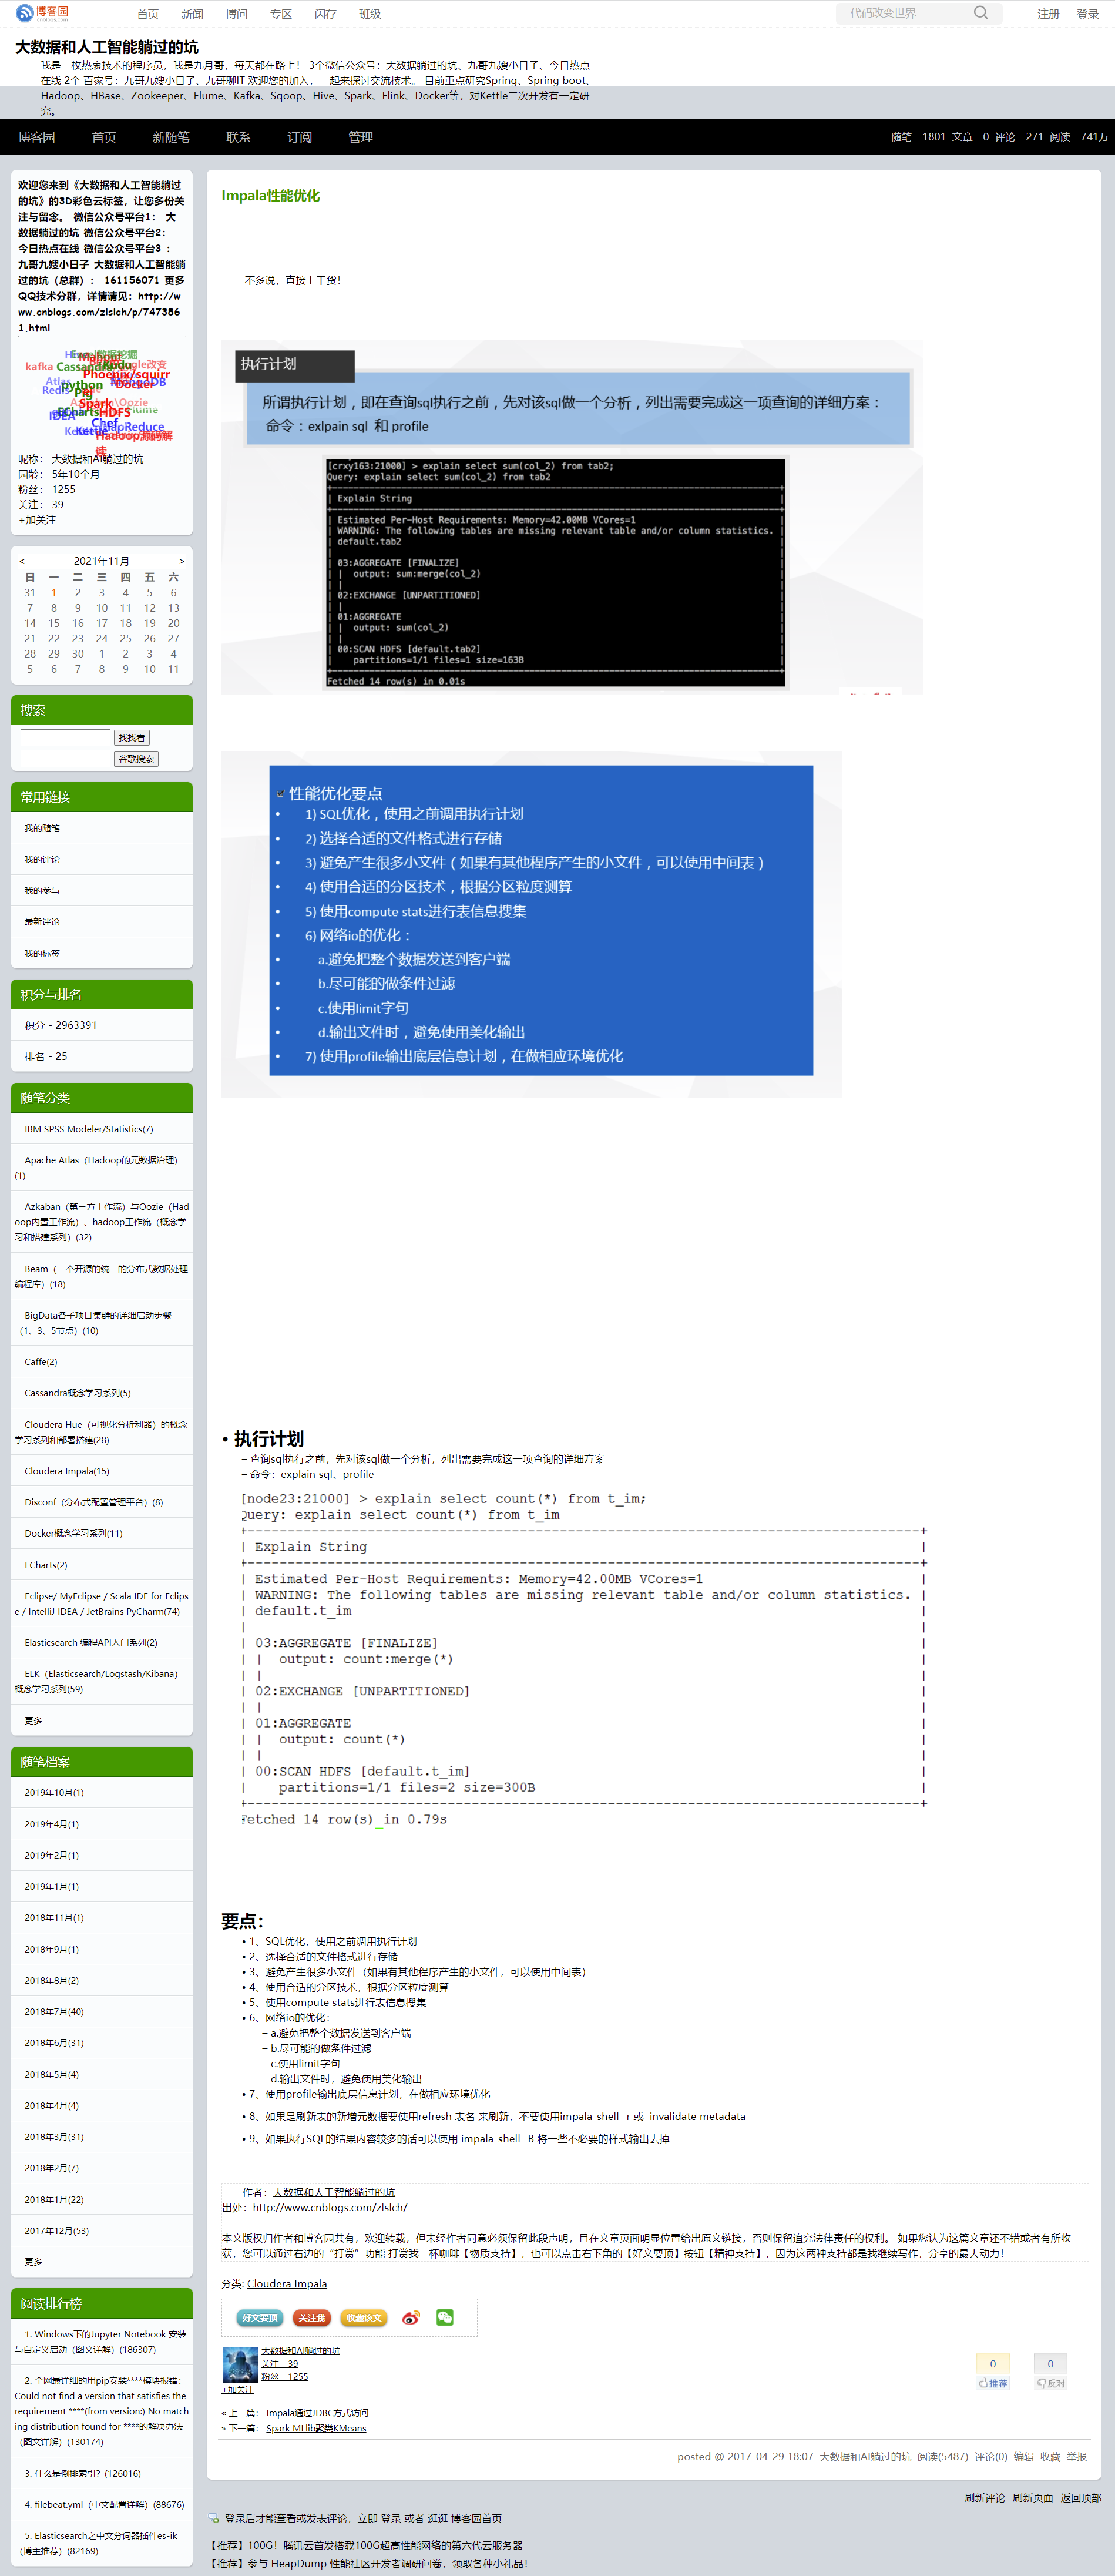 博客园
cnblogs.com
首页 新闻 博问 专区 闪存 班级
代码改变世界
注册 登录
大数据和人工智能躺过的坑
我是一枚热衷技术的程序员，我是九月哥，每天都在路上！ 3个微信公众号：大数据躺过的坑、九哥九嫂小日子、今日热点
在线 2个 百家号：九哥九嫂小日子、九哥聊IT 欢迎您的加入，一起来探讨交流技术。 目前重点研究Spring、Spring boot、
Hadoop、HBase、Zookeeper、Flume、Kafka、Sqoop、Hive、Spark、Flink、Docker等，对Kettle二次开发有一定研
究。
博客园 首页 新随笔 联系 订阅 管理
随笔 - 1801 文章 - 0 评论 - 271 阅读 - 741万
欢迎您来到《大数据和人工智能躺过
的坑》的3D彩色云标签，让您多份关
注与留念。 微信公众号平台1： 大
数据躺过的坑 微信公众号平台2：
今日热点在线 微信公众号平台3 ：
九哥九嫂小日子 大数据和人工智能躺
过的坑（总群）： 161156071 更多
QQ技术分群，详情请见：http://w
ww.cnblogs.com/zlslch/p/747386
1.html
kafka Cassandra
Phoenix/squirr
MongoDB
Docker
Atlas
Redis
python
Pig
Spark
ECharts
HDFS
IDEA
Chef
MapReduce
Hadoop源码解
读
昵称： 大数据和AI躺过的坑
园龄： 5年10个月
粉丝： 1255
关注： 39
+加关注
< 2021年11月 >
日 一 二 三 四 五 六
31 1 2 3 4 5 6
7 8 9 10 11 12 13
14 15 16 17 18 19 20
21 22 23 24 25 26 27
28 29 30 1 2 3 4
5 6 7 8 9 10 11
搜索
找找看
谷歌搜索
常用链接
我的随笔
我的评论
我的参与
最新评论
我的标签
积分与排名
积分 - 2963391
排名 - 25
随笔分类
IBM SPSS Modeler/Statistics(7)
Apache Atlas（Hadoop的元数据治理）
(1)
Azkaban（第三方工作流）与Oozie（Had
oop内置工作流）、hadoop工作流（概念学
习和搭建系列）(32)
Beam（一个开源的统一的分布式数据处理
编程库）(18)
BigData各子项目集群的详细启动步骤
（1、3、5节点）(10)
Caffe(2)
Cassandra概念学习系列(5)
Cloudera Hue（可视化分析利器）的概念
学习系列和部署搭建(28)
Cloudera Impala(15)
Disconf（分布式配置管理平台）(8)
Docker概念学习系列(11)
ECharts(2)
Eclipse/ MyEclipse / Scala IDE for Eclips
e / IntelliJ IDEA / JetBrains PyCharm(74)
Elasticsearch 编程API入门系列(2)
ELK（Elasticsearch/Logstash/Kibana）
概念学习系列(59)
更多
随笔档案
2019年10月(1)
2019年4月(1)
2019年2月(1)
2019年1月(1)
2018年11月(1)
2018年9月(1)
2018年8月(2)
2018年7月(40)
2018年6月(31)
2018年5月(4)
2018年4月(4)
2018年3月(31)
2018年2月(7)
2018年1月(22)
2017年12月(53)
更多
阅读排行榜
1. Windows下的Jupyter Notebook 安装
与自定义启动（图文详解）(186307)
2. 全网最详细的用pip安装****模块报错：
Could not find a version that satisfies the
requirement ****(from version:) No matc
hing distribution found for ****的解决办法
（图文详解）(130174)
3. 什么是倒排索引？(126016)
4. filebeat.yml（中文配置详解）(88676)
5. Elasticsearch之中文分词器插件es-ik
（博主推荐）(82169)
Impala性能优化
不多说，直接上干货！
执行计划
所谓执行计划，即在查询sql执行之前，先对该sql做一个分析，列出需要完成这一项查询的详细方案：
命令：exlpain sql 和 profile
[crxy163:21000] > explain select sum(col_2) from tab2;
Query: explain select sum(col_2) from tab2
| Explain String
| Estimated Per-Host Requirements: Memory=42.00MB VCores=1
| WARNING: The following tables are missing relevant table and/or column statistics. |
| default.tab2
|
| 03:AGGREGATE [FINALIZE]
| |  output: sum:merge(col_2)
| |
| 02:EXCHANGE [UNPARTITIONED]
| |
| 01:AGGREGATE
| |  output: sum(col_2)
| |
| 00:SCAN HDFS [default.tab2]
|    partitions=1/1 files=1 size=163B
Fetched 14 row(s) in 0.01s
性能优化要点
• 1) SQL优化，使用之前调用执行计划
• 2) 选择合适的文件格式进行存储
• 3) 避免产生很多小文件（如果有其他程序产生的小文件，可以使用中间表）
• 4) 使用合适的分区技术，根据分区粒度测算
• 5) 使用compute stats进行表信息搜集
• 6) 网络io的优化：
• a.避免把整个数据发送到客户端
• b.尽可能的做条件过滤
• c.使用limit字句
• d.输出文件时，避免使用美化输出
• 7) 使用profile输出底层信息计划，在做相应环境优化
• 执行计划
– 查询sql执行之前，先对该sql做一个分析，列出需要完成这一项查询的详细方案
– 命令：explain sql、profile
[node23:21000] > explain select count(*) from t_im;
Query: explain select count(*) from t_im
+------------------------------------------------------------------------------------+
| Explain String |
+------------------------------------------------------------------------------------+
| Estimated Per-Host Requirements: Memory=42.00MB VCores=1 |
| WARNING: The following tables are missing relevant table and/or column statistics. |
| default.t_im |
| |
| 03:AGGREGATE [FINALIZE] |
| |  output: count:merge(*) |
| | |
| 02:EXCHANGE [UNPARTITIONED] |
| | |
| 01:AGGREGATE |
| |  output: count(*) |
| | |
| 00:SCAN HDFS [default.t_im] |
|    partitions=1/1 files=2 size=300B |
+------------------------------------------------------------------------------------+
Fetched 14 row(s) in 0.79s
要点：
• 1、SQL优化，使用之前调用执行计划
• 2、选择合适的文件格式进行存储
• 3、避免产生很多小文件（如果有其他程序产生的小文件，可以使用中间表）
• 4、使用合适的分区技术，根据分区粒度测算
• 5、使用compute stats进行表信息搜集
• 6、网络io的优化：
– a.避免把整个数据发送到客户端
– b.尽可能的做条件过滤
– c.使用limit字句
– d.输出文件时，避免使用美化输出
• 7、使用profile输出底层信息计划，在做相应环境优化
• 8、如果是刷新表的新增元数据要使用refresh 表名 来刷新，不要使用impala-shell -r 或 invalidate metadata
• 9、如果执行SQL的结果内容较多的活可以使用 impala-shell -B 将一些不必要的样式输出去掉
作者：大数据和人工智能躺过的坑
出处：http://www.cnblogs.com/zlslch/
本文版权归作者和博客园共有，欢迎转载，但未经作者同意必须保留此段声明，且在文章页面明显位置给出原文链接，否则保留追究法律责任的权利。 如果您认为这篇文章还不错或者有所收
获，您可以通过右边的“打赏”功能 打赏我一杯咖啡【物质支持】，也可以点击右下角的【好文要顶】按钮【精神支持】，因为这两种支持都是我继续写作，分享的最大动力！
分类: Cloudera Impala
好文要顶 关注我 收藏该文
大数据和AI躺过的坑
关注 - 39
粉丝 - 1255
+加关注
0 0
推荐 反对
« 上一篇： Impala通过JDBC方式访问
» 下一篇： Spark MLlib聚类KMeans
posted @ 2017-04-29 18:07 大数据和AI躺过的坑 阅读(5487) 评论(0) 编辑 收藏 举报
刷新评论 刷新页面 返回顶部
登录后才能查看或发表评论，立即 登录 或者 逛逛 博客园首页
【推荐】100G！腾讯云首发搭载100G超高性能网络的第六代云服务器
【推荐】参与 HeapDump 性能社区开发者调研问卷，领取各种小礼品！